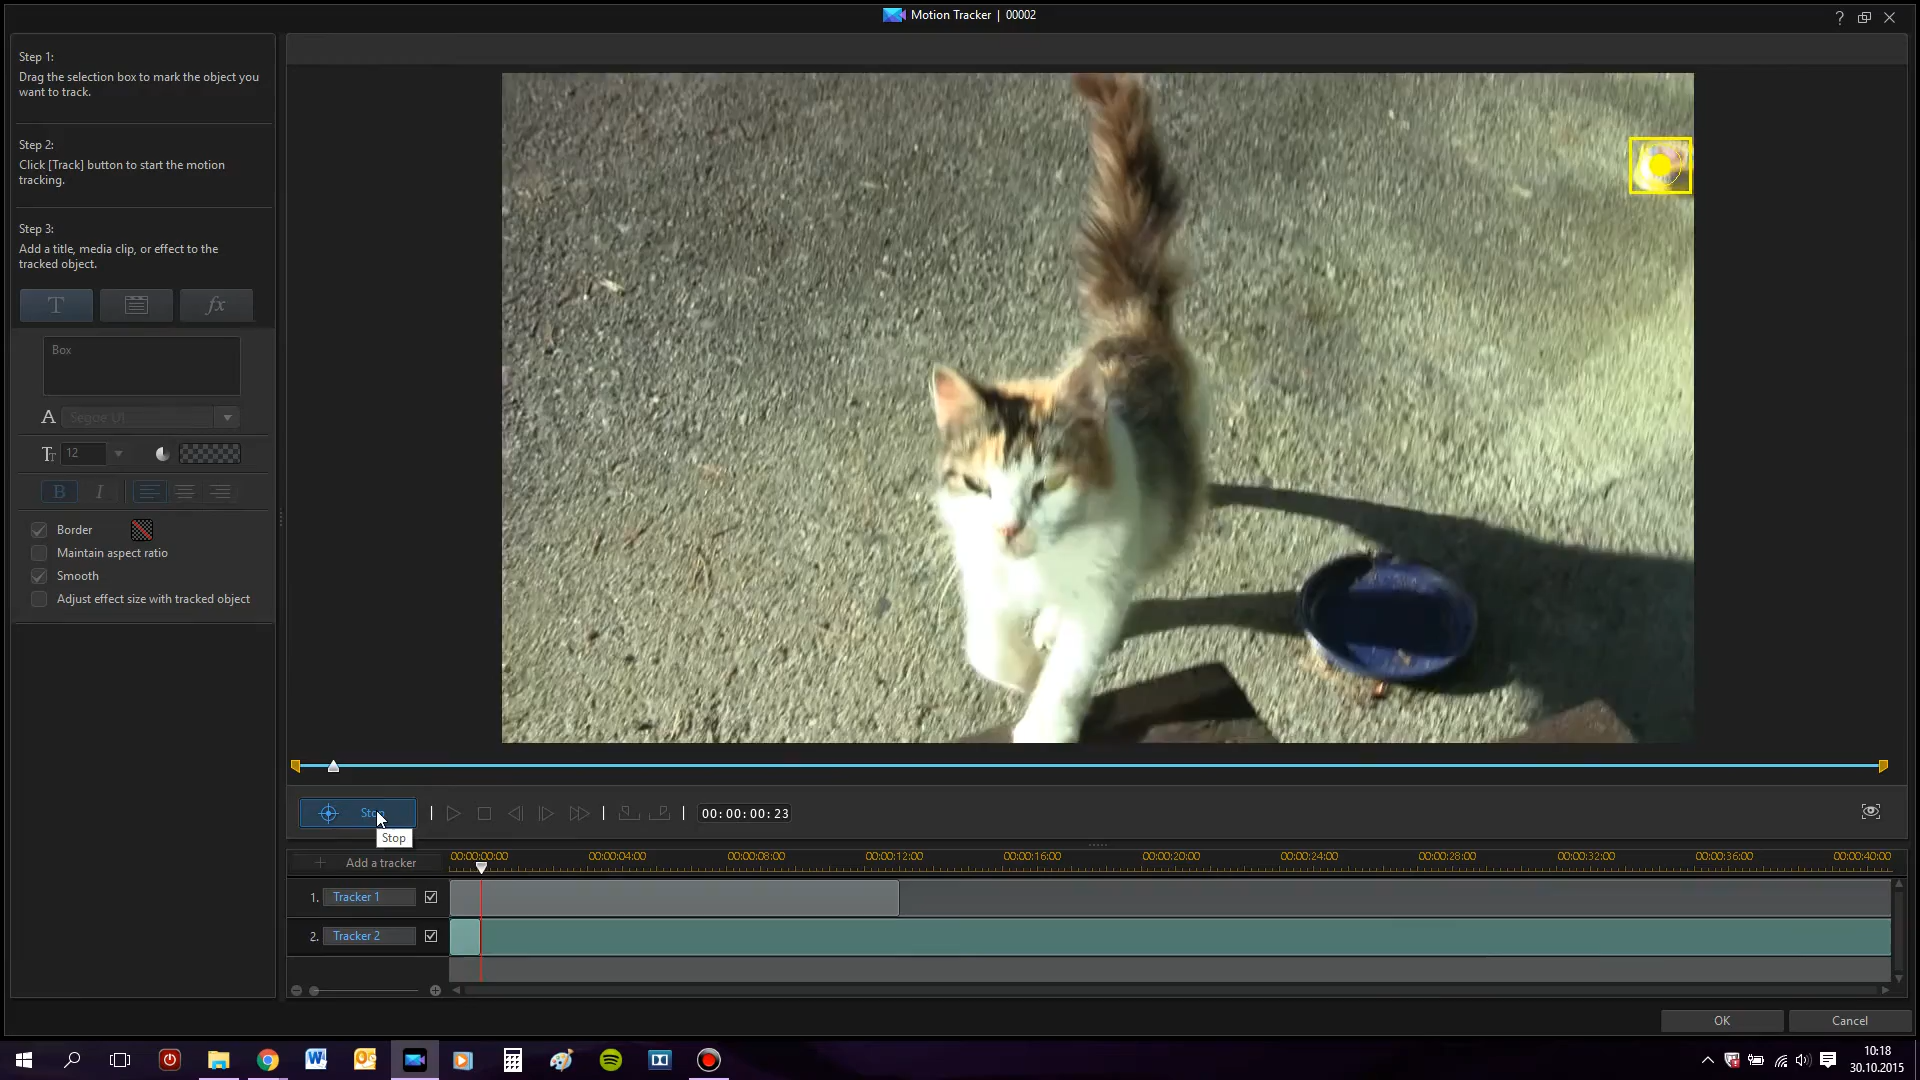 Motion Tracker | 00002
?
Step 1:
Drag the selection box to mark the object you
want to track.
Step 2:
Click [Track] button to start the motion
tracking.
Step 3:
Add a title, media clip, or effect to the
tracked object.
T
fx
Box
A Segoe UI
TT 12
B I
Border
Maintain aspect ratio
Smooth
Adjust effect size with tracked object
Stop
Stop
00:00:00:23
Add a tracker
00:00:00:00 00:00:04:00 00:00:08:00 00:00:12:00 00:00:16:00 00:00:20:00 00:00:24:00 00:00:28:00 00:00:32:00 00:00:36:00 00:00:40:00
1. Tracker 1
2. Tracker 2
OK Cancel
10:18
30.10.2015